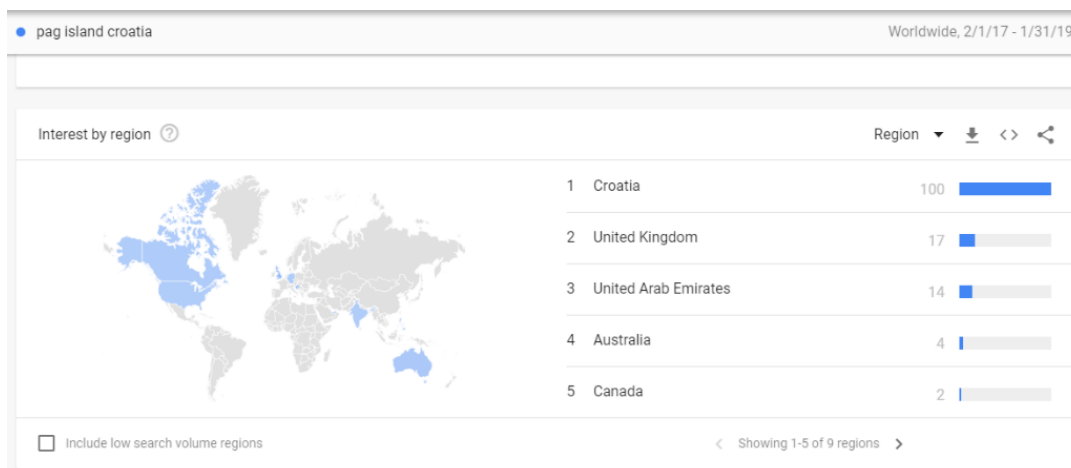 pag island croatia
Worldwide, 2/1/17 - 1/31/19
Interest by region ?
Region
1 Croatia 100
2 United Kingdom 17
3 United Arab Emirates 14
4 Australia 4
5 Canada 2
Include low search volume regions
Showing 1-5 of 9 regions